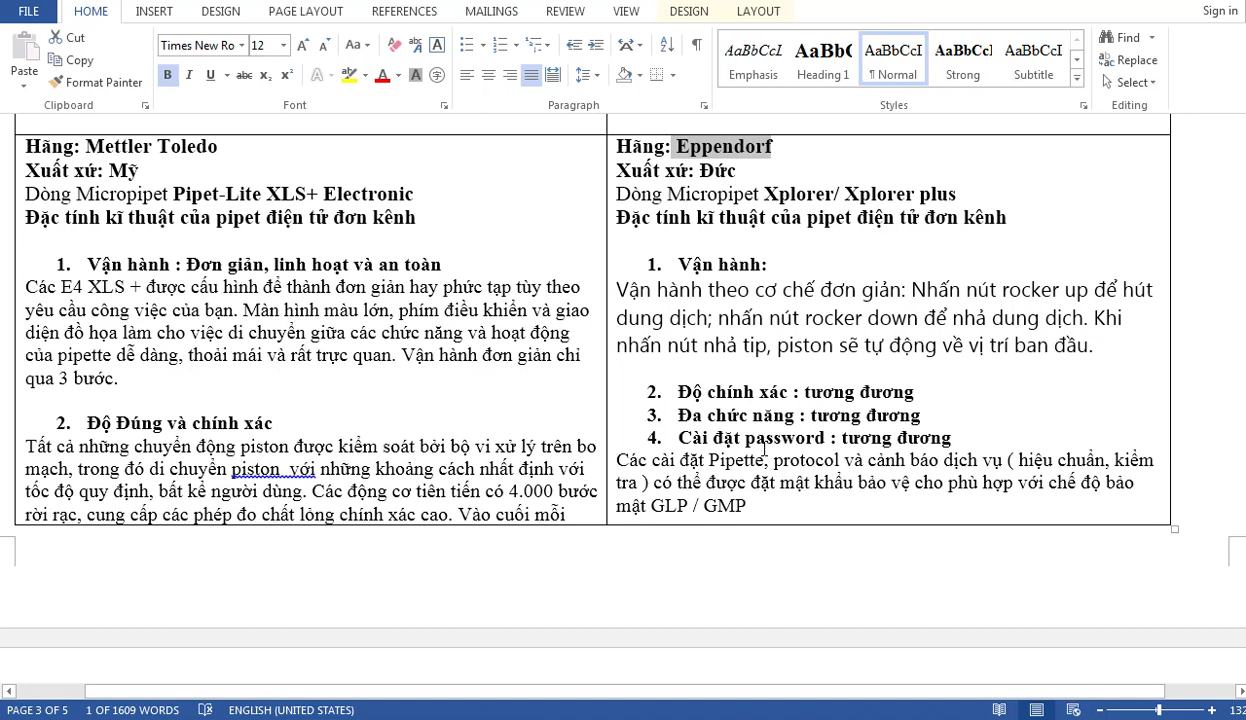 FILE HOME INSERT DESIGN PAGE LAYOUT REFERENCES MAILINGS REVIEW VIEW DESIGN LAYOUT Sign in
Paste
Cut
Copy
Format Painter
Clipboard
Times New Ro 12
B I U abc
Font
Paragraph
AaBbCcL AaBbC AaBbCcI AaBbCcl AaBbCcI
Emphasis Heading 1 ¶ Normal Strong Subtitle
Styles
Find
Replace
Select
Editing
Hãng: Mettler Toledo
Xuất xứ: Mỹ
Dòng Micropipet Pipet-Lite XLS+ Electronic
Đặc tính kĩ thuật của pipet điện tử đơn kênh
1. Vận hành : Đơn giản, linh hoạt và an toàn
Các E4 XLS + được cấu hình để thành đơn giản hay phức tạp tùy theo
yêu cầu công việc của bạn. Màn hình màu lớn, phím điều khiển và giao
diện đồ họa làm cho việc di chuyển giữa các chức năng và hoạt động
của pipette dễ dàng, thoải mái và rất trực quan. Vận hành đơn giản chỉ
qua 3 bước.
2. Độ Đúng và chính xác
Tất cả những chuyển động piston được kiểm soát bởi bộ vi xử lý trên bo
mạch, trong đó di chuyển piston với những khoảng cách nhất định với
tốc độ quy định, bất kể người dùng. Các động cơ tiên tiến có 4.000 bước
rời rạc, cung cấp các phép đo chất lỏng chính xác cao. Vào cuối mỗi
Hãng: Eppendorf
Xuất xứ: Đức
Dòng Micropipet Xplorer/ Xplorer plus
Đặc tính kĩ thuật của pipet điện tử đơn kênh
1. Vận hành:
Vận hành theo cơ chế đơn giản: Nhấn nút rocker up để hút
dung dịch; nhấn nút rocker down để nhả dung dịch. Khi
nhấn nút nhả tip, piston sẽ tự động về vị trí ban đầu.
2. Độ chính xác : tương đương
3. Đa chức năng : tương đương
4. Cài đặt password : tương đương
Các cài đặt Pipette, protocol và cảnh báo dịch vụ ( hiệu chuẩn, kiểm
tra ) có thể được đặt mật khẩu bảo vệ cho phù hợp với chế độ bảo
mật GLP / GMP
PAGE 3 OF 5 1 OF 1609 WORDS ENGLISH (UNITED STATES)